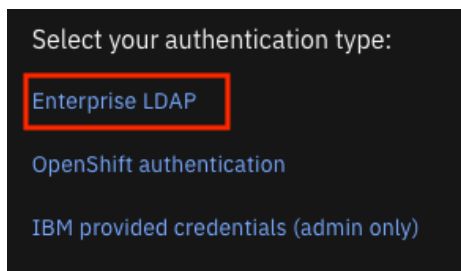 Select your authentication type:
Enterprise LDAP
OpenShift authentication
IBM provided credentials (admin only)